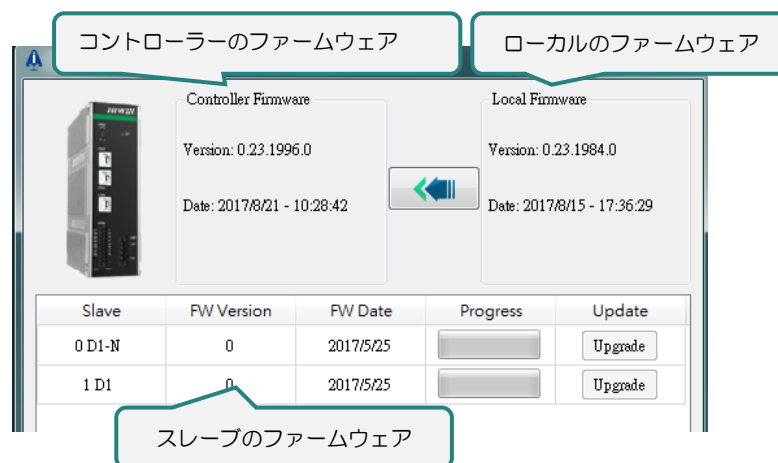 コントローラーのファームウェア
ローカルのファームウェア
HIWIN
Controller Firmware
Local Firmware
Version: 0.23.1996.0
Version: 0.23.1984.0
Date: 2017/8/21 - 10:28:42
Date: 2017/8/15 - 17:36:29
Slave FW Version FW Date Progress Update
0 D1-N 0 2017/5/25 Upgrade
1 D1 0 2017/5/25 Upgrade
スレーブのファームウェア